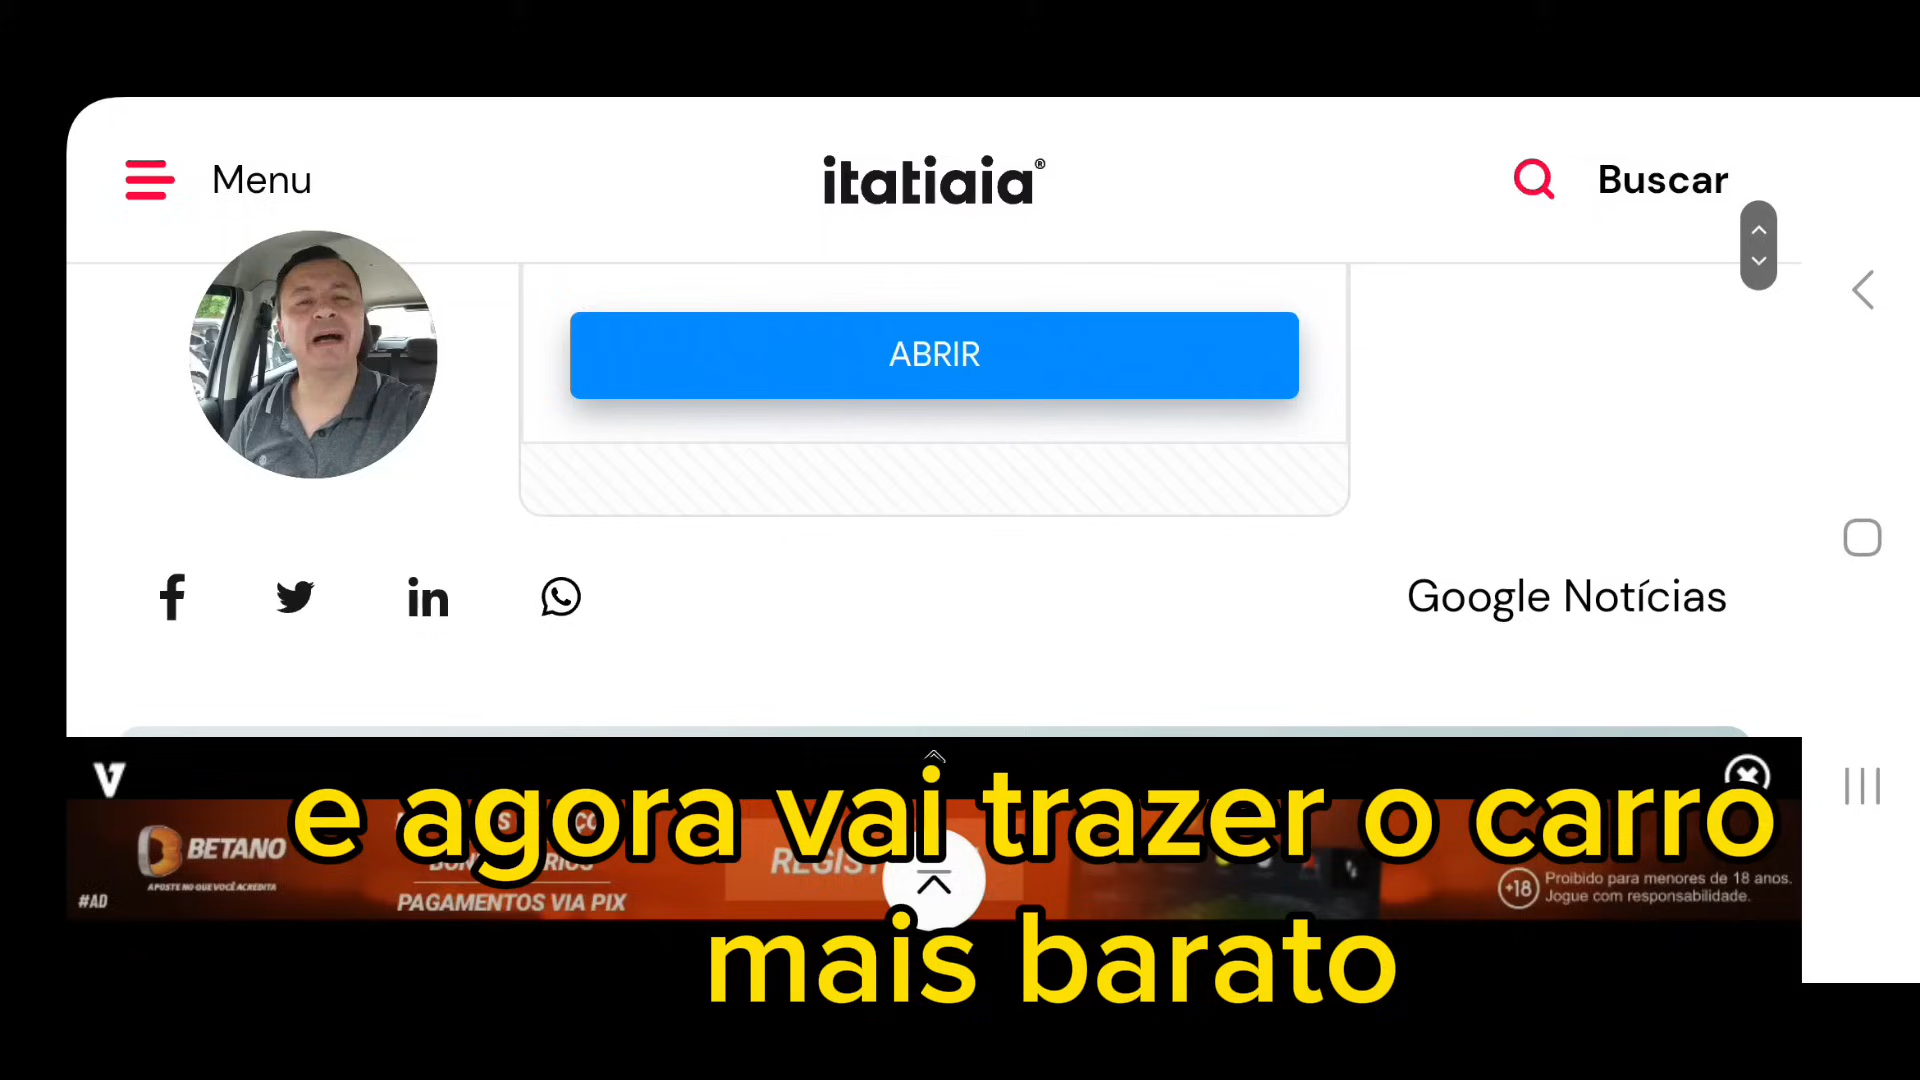 Menu
itatiaia®
Buscar
ABRIR
f
in
Google Notícias
e agora vai trazer o carro
mais barato
BETANO
APOSTE NO QUE VOCÊ ACREDITA
#AD
PAGAMENTOS VIA PIX
+18
Proibido para menores de 18 anos.
Jogue com responsabilidade.